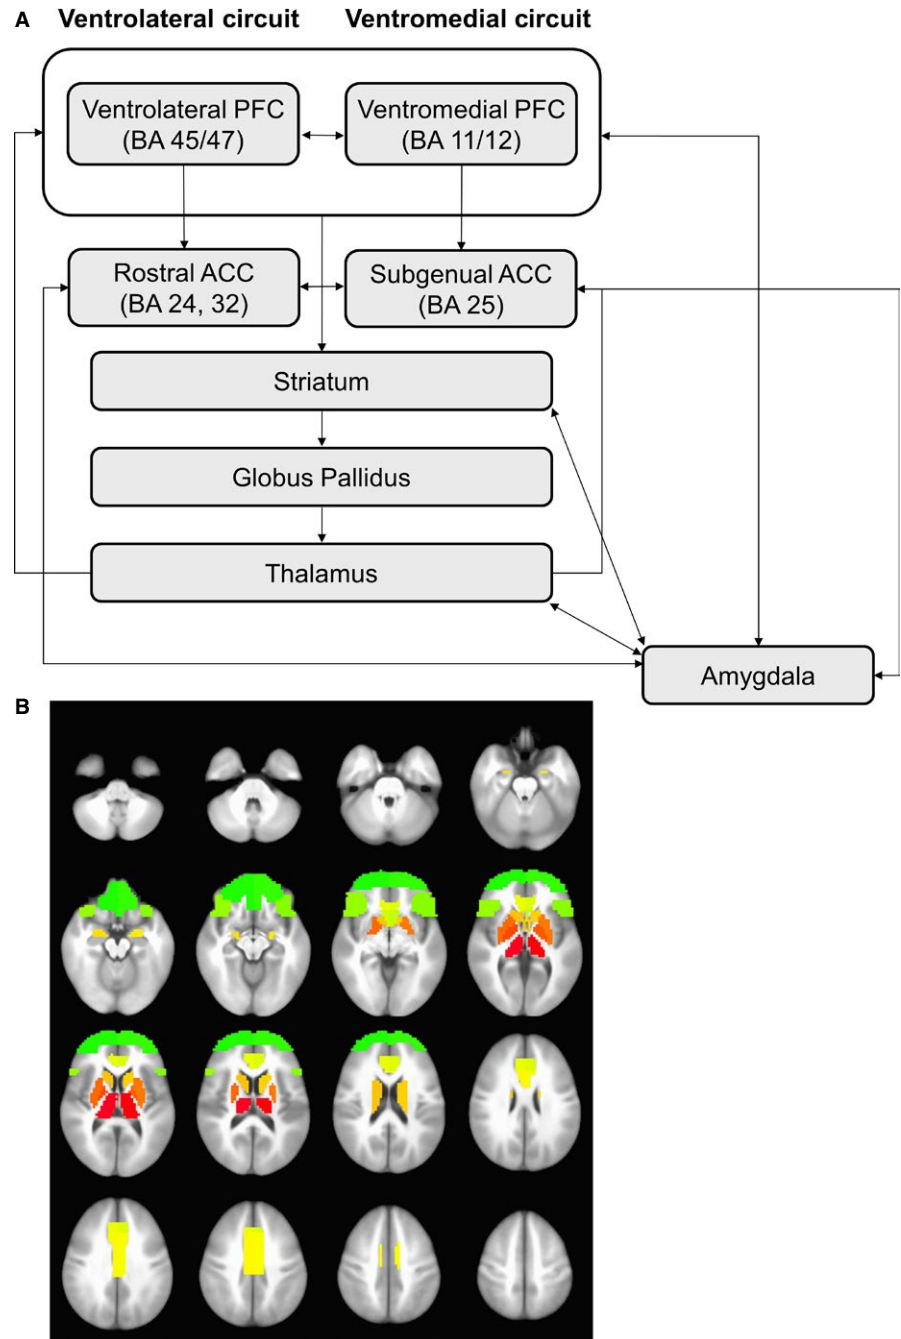 A
Ventrolateral circuit
Ventromedial circuit
Ventrolateral PFC
(BA 45/47)
Ventromedial PFC
(BA 11/12)
Rostral ACC
(BA 24, 32)
Subgenual ACC
(BA 25)
Striatum
Globus Pallidus
Thalamus
Amygdala
B